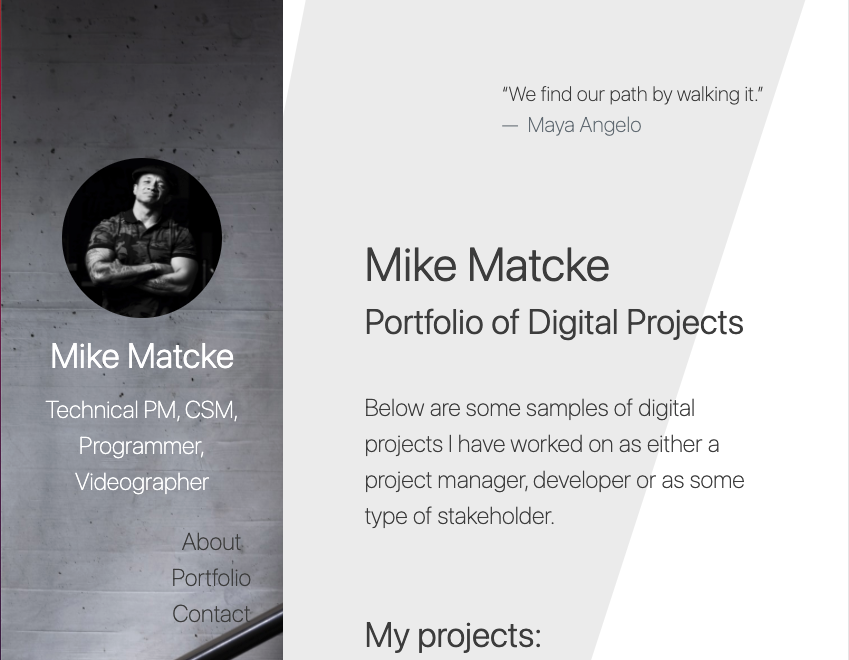 Mike Matcke
Technical PM, CSM,
Programmer,
Videographer
About
Portfolio
Contact
“We find our path by walking it.”
— Maya Angelo
Mike Matcke
Portfolio of Digital Projects
Below are some samples of digital
projects I have worked on as either a
project manager, developer or as some
type of stakeholder.
My projects: